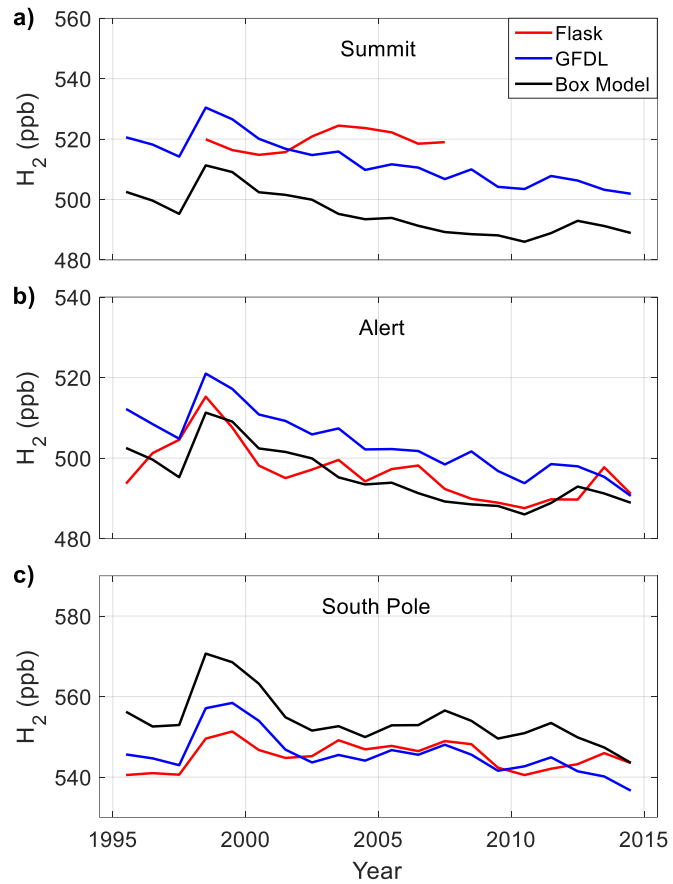 a)
560
540
520
500
480
H2 (ppb)
Summit
Flask
GFDL
Box Model
b)
540
520
500
480
H2 (ppb)
Alert
c)
580
560
540
H2 (ppb)
South Pole
1995 2000 2005 2010 2015
Year